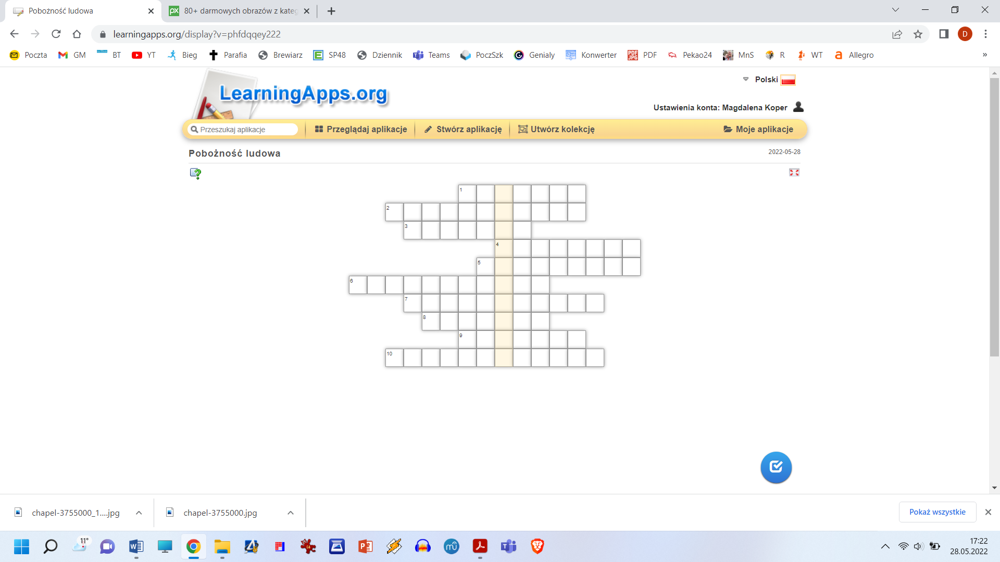 Pobożność ludowa
80+ darmowych obrazów z kateg
learningapps.org/display?v=phfdqqey222
D
Poczta GM BT YT Bieg Parafia Brewiarz SP48 Dziennik Teams PoczSzk Genialy Konwerter PDF Pekao24 MnS R WT Allegro »
LearningApps.org
Polski
Ustawienia konta: Magdalena Koper
Przeszukaj aplikacje Przeglądaj aplikacje Stwórz aplikację Utwórz kolekcję Moje aplikacje
Pobożność ludowa 2022-05-28
1
2
3
4
5
6
7
8
9
10
chapel-3755000_1....jpg chapel-3755000.jpg Pokaż wszystkie
11°
17:22
28.05.2022